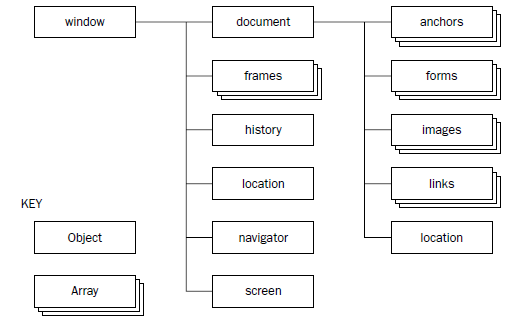 window
document
anchors
frames
forms
history
images
location
links
KEY
Object
navigator
location
Array
screen